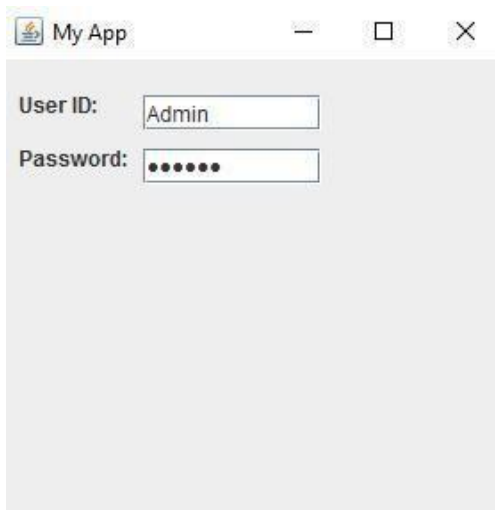 My App
User ID: Admin
Password: ••••••